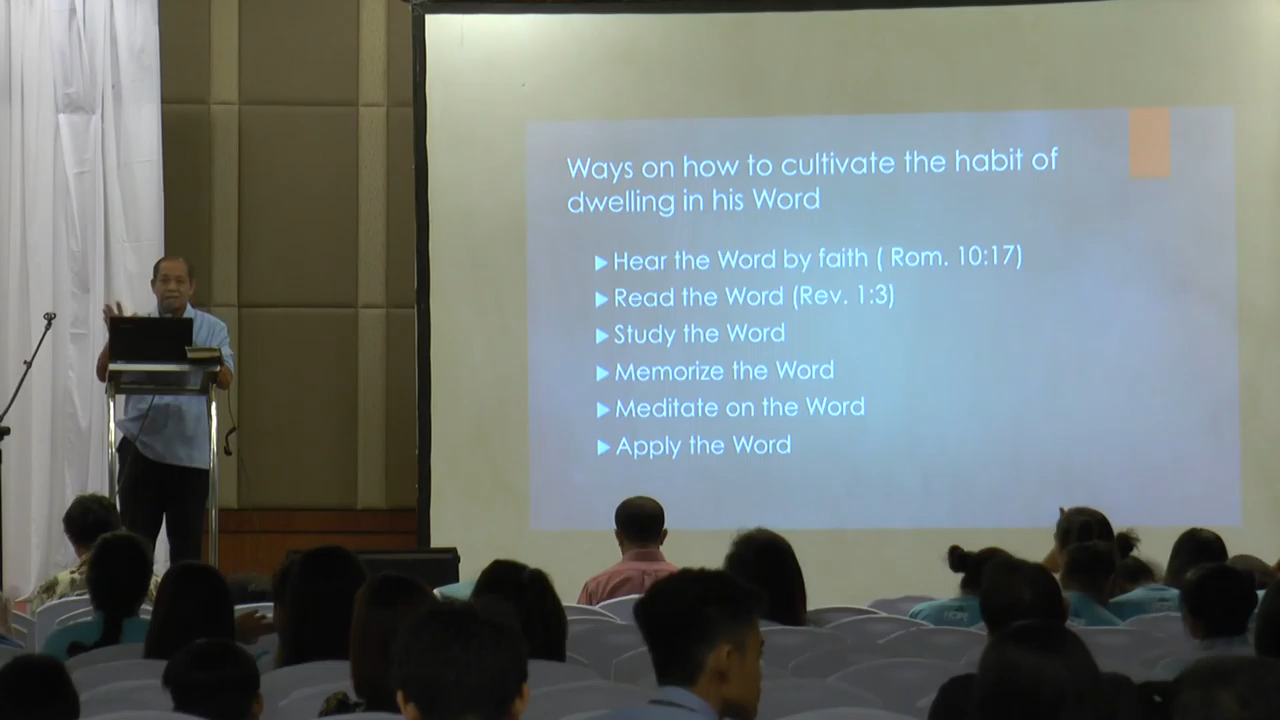 Ways on how to cultivate the habit of
dwelling in his Word
▶Hear the Word by faith ( Rom. 10:17)
▶Read the Word (Rev. 1:3)
▶Study the Word
▶Memorize the Word
▶Meditate on the Word
▶Apply the Word